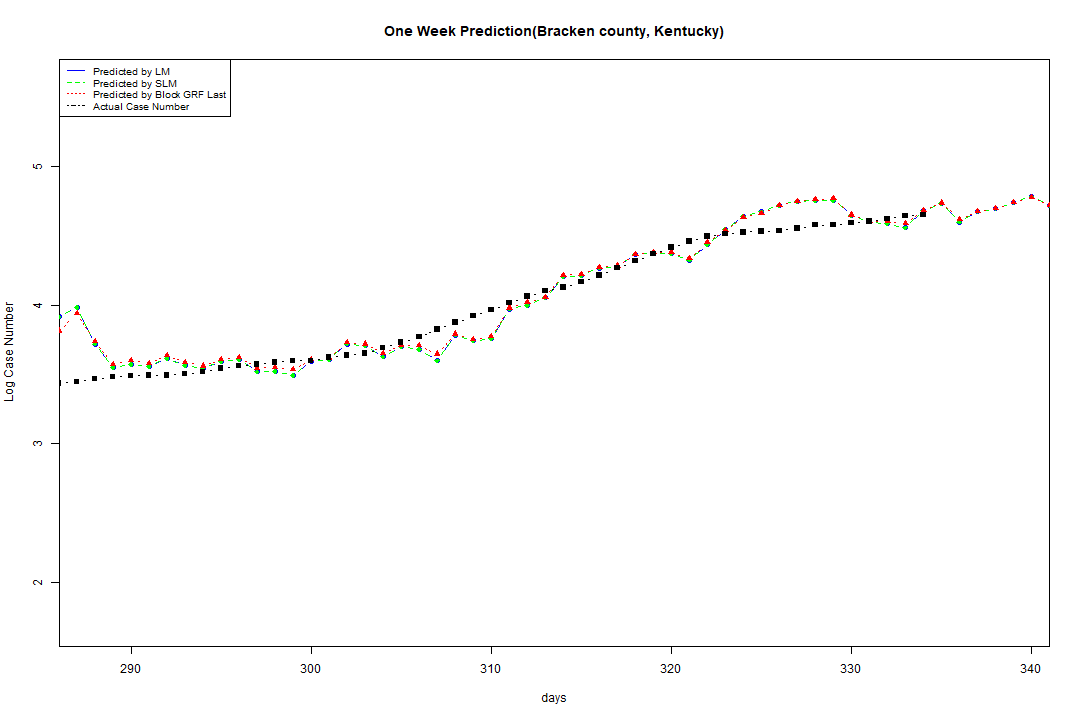 One Week Prediction(Bracken county, Kentucky)
Predicted by LM
Predicted by SLM
Predicted by Block GRF Last
Actual Case Number
Log Case Number
5
4
3
2
290 300 310 320 330 340
days